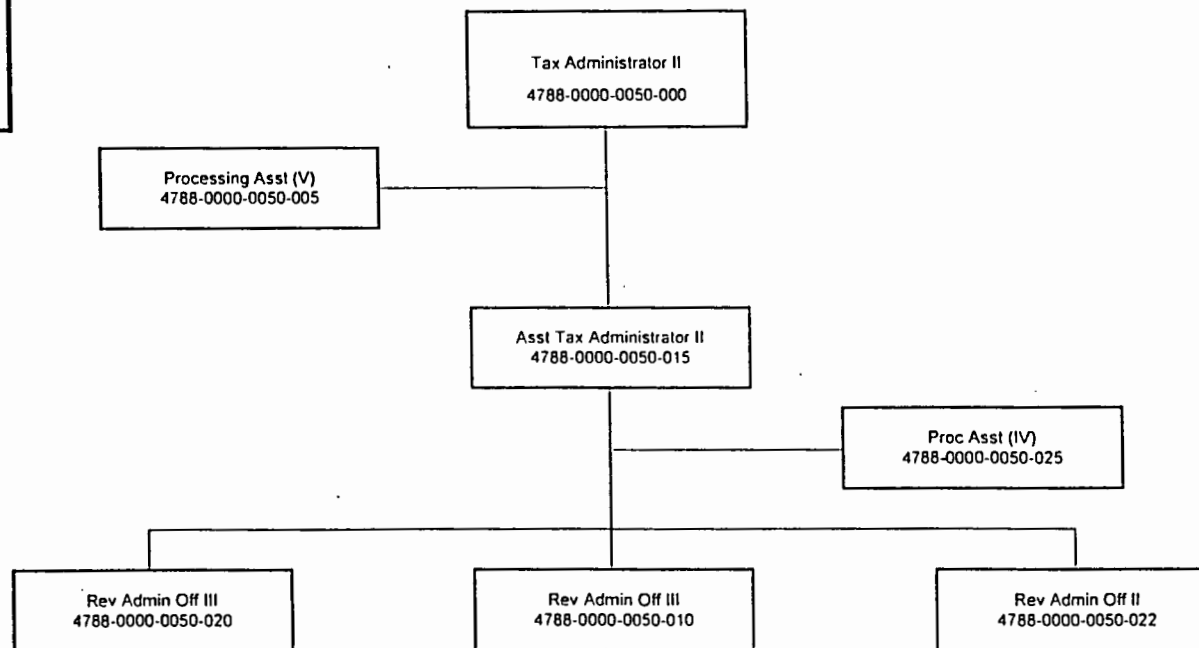 Tax Administrator II
4788-0000-0050-000
Processing Asst (V)
4788-0000-0050-005
Asst Tax Administrator II
4788-0000-0050-015
Proc Asst (IV)
4788-0000-0050-025
Rev Admin Off III
4788-0000-0050-020
Rev Admin Off III
4788-0000-0050-010
Rev Admin Off II
4788-0000-0050-022